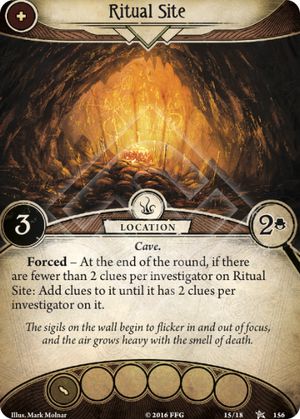 Ritual Site
3
LOCATION
2
Cave.
Forced – At the end of the round, if there
are fewer than 2 clues per investigator on Ritual
Site: Add clues to it until it has 2 clues per
investigator on it.
The sigils on the wall begin to flicker in and out of focus,
and the air grows heavy with the smell of death.
Illus. Mark Molnar
© 2016 FFG
15/18
156